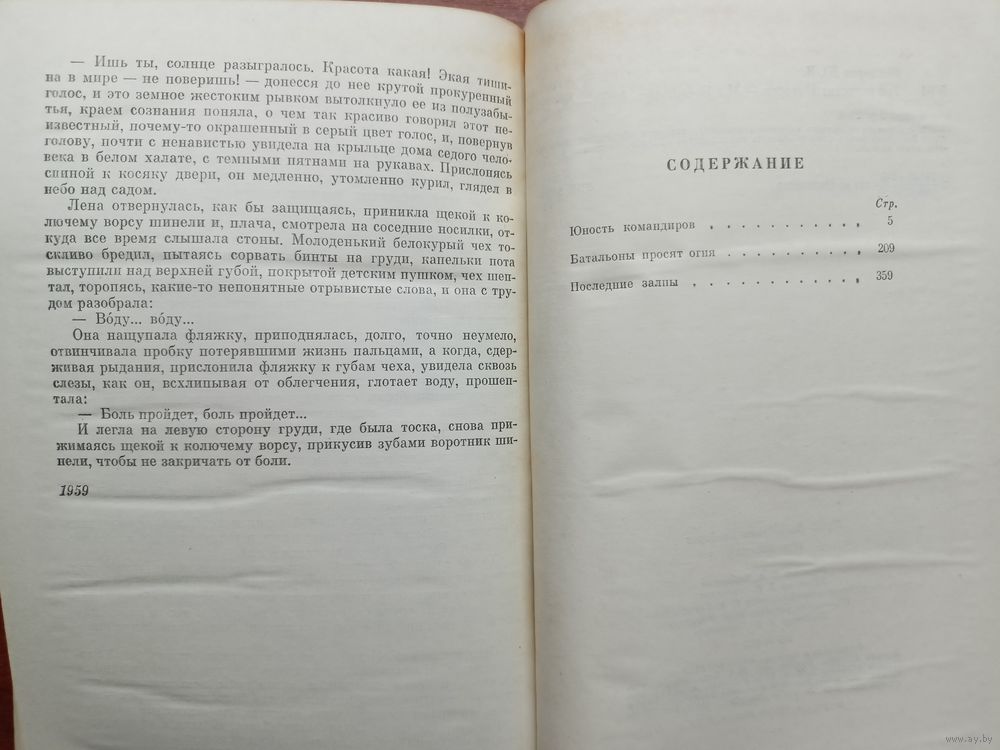 — Ишь ты, солнце разыгралось. Красота какая! Экая тиши-
на в мире — не поверишь! — донесся до нее крутой прокуренный
голос, и это земное жестоким рывком вытолкнуло ее из полузабы-
тья, краем сознания поняла, о чем так красиво говорил этот не-
известный, почему-то окрашенный в серый цвет голос, и, повернув
голову, почти с ненавистью увидела на крыльце дома седого чело-
века в белом халате, с темными пятнами на рукавах. Прислонясь
спиной к косяку двери, он медленно, утомленно курил, глядел в
небо над садом.
Лена отвернулась, как бы защищаясь, приникла щекой к ко-
лючему ворсу шинели и, плача, смотрела на соседние носилки, от-
куда все время слышала стоны. Молоденький белокурый чех то-
скливо бредил, пытаясь сорвать бинты на груди, капельки пота
выступили над верхней губой, покрытой детским пушком, чех шеп-
тал, торопясь, какие-то непонятные отрывистые слова, и она с тру-
дом разобрала:
— Во́ду... во́ду...
Она нащупала фляжку, приподнялась, долго, точно неумело,
отвинчивала пробку потерявшими жизнь пальцами, а когда, сдер-
живая рыдания, прислонила фляжку к губам чеха, увидела сквозь
слезы, как он, всхлипывая от облегчения, глотает воду, прошеп-
тала:
— Боль пройдет, боль пройдет...
И легла на левую сторону груди, где была тоска, снова при-
жимаясь щекой к колючему ворсу, прикусив зубами воротник ши-
нели, чтобы не закричать от боли.
1959
СОДЕРЖАНИЕ
Стр.
Юность командиров . . . . . . . . . . . 5
Батальоны просят огня . . . . . . . . . . 209
Последние залпы . . . . . . . . . . . . 359
www.ay.by